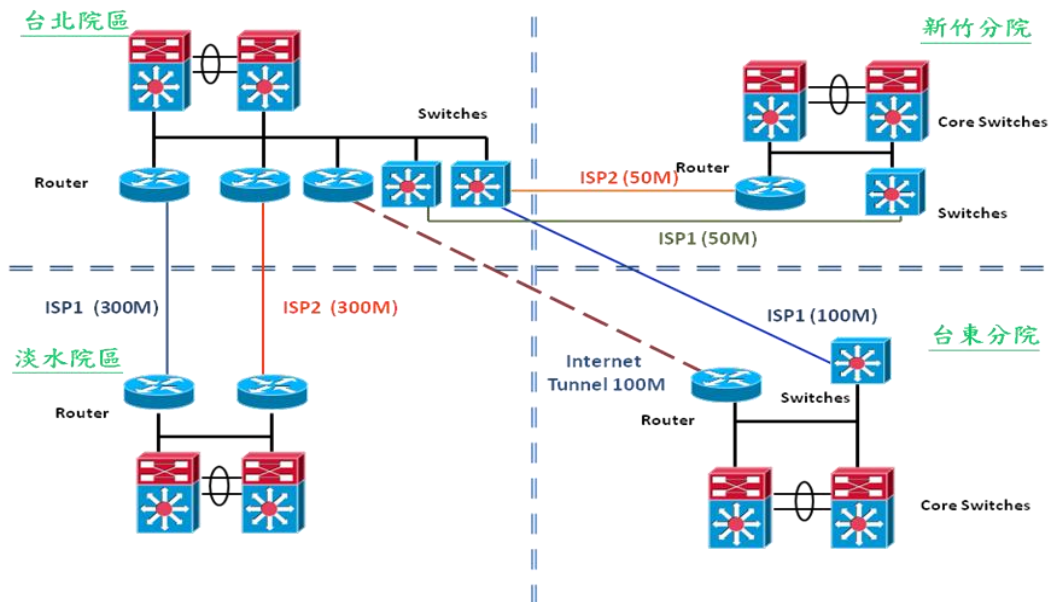 台北院區
Switches
Router
ISP1 (300M)
ISP2 (300M)
淡水院區
Router
新竹分院
Core Switches
Router
ISP2 (50M)
Switches
ISP1 (50M)
ISP1 (100M)
台東分院
Internet
Tunnel 100M
Switches
Router
Core Switches